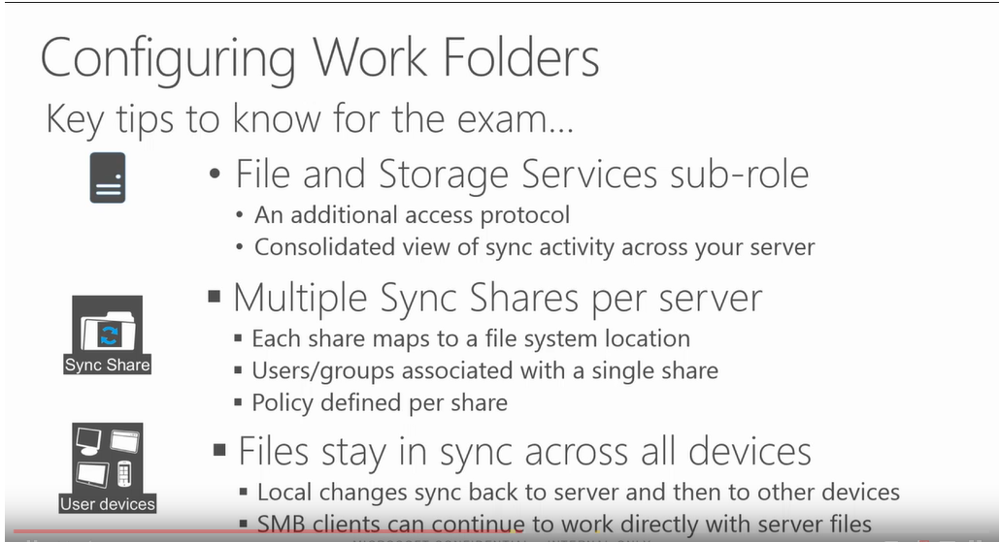 Configuring Work Folders
Key tips to know for the exam...
• File and Storage Services sub-role
• An additional access protocol
• Consolidated view of sync activity across your server
▪ Multiple Sync Shares per server
▪ Each share maps to a file system location
Sync Share
▪ Users/groups associated with a single share
▪ Policy defined per share
▪ Files stay in sync across all devices
▪ Local changes sync back to server and then to other devices
User devices
▪ SMB clients can continue to work directly with server files